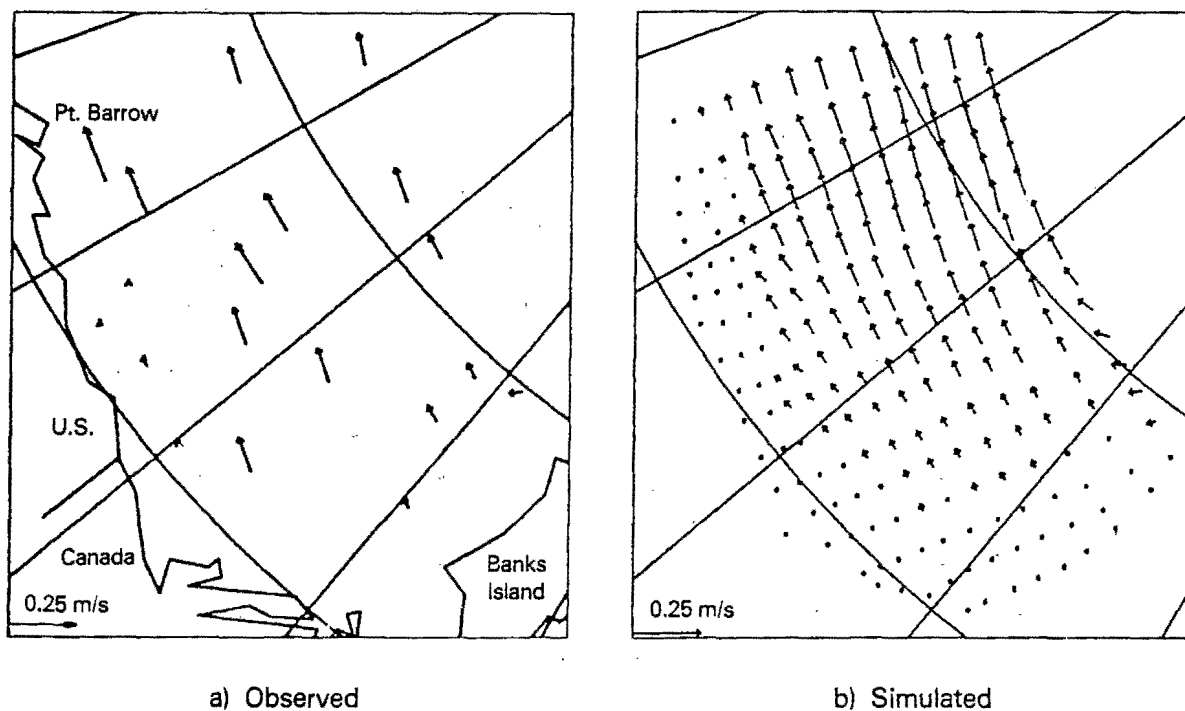 Pt. Barrow
U.S.
Canada
Banks
Island
0.25 m/s
a) Observed
0.25 m/s
b) Simulated